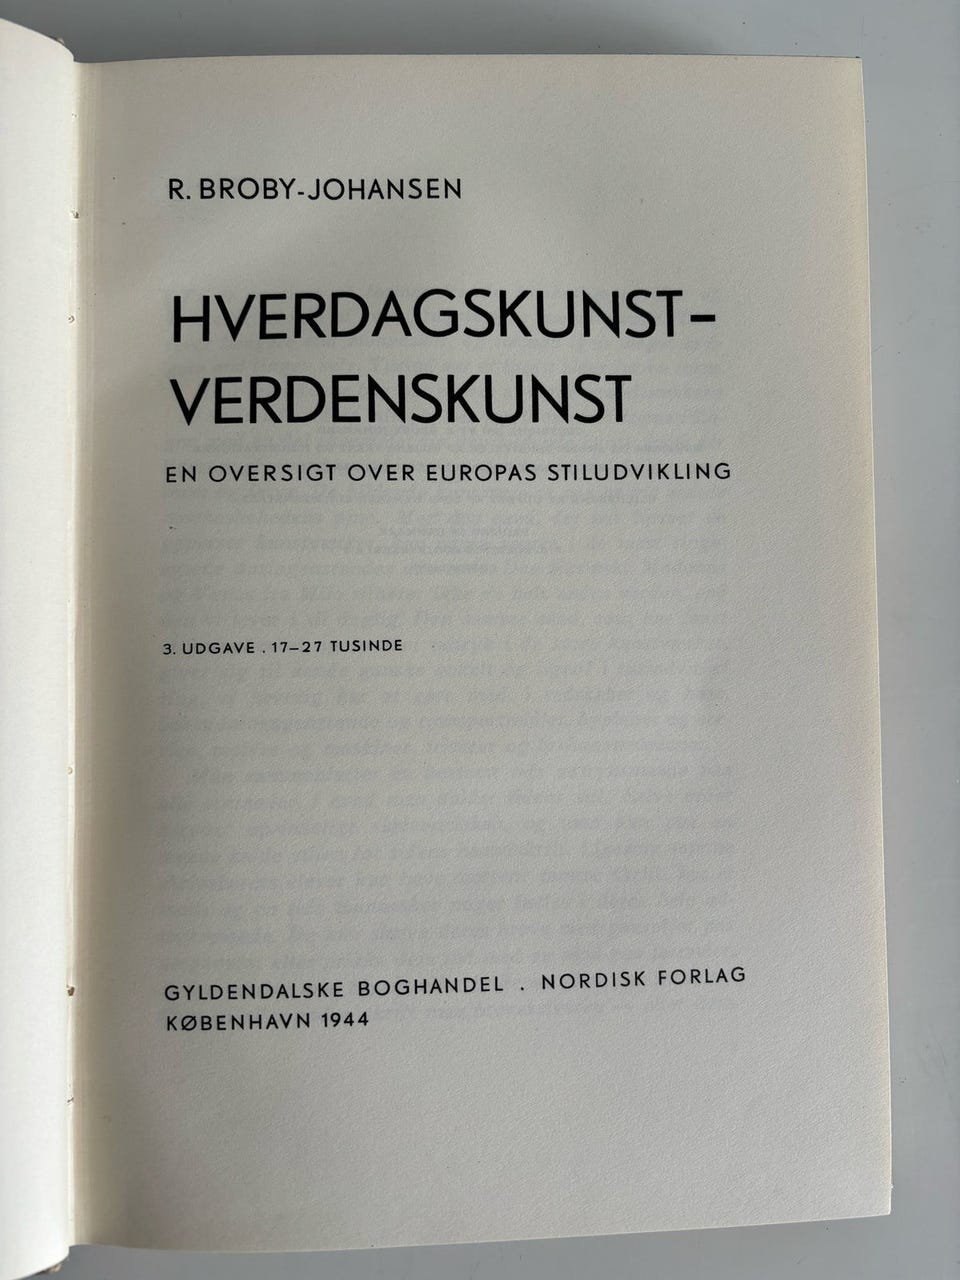 R. BROBY-JOHANSEN
HVERDAGSKUNST-
VERDENSKUNST
EN OVERSIGT OVER EUROPAS STILUDVIKLING
3. UDGAVE . 17–27 TUSINDE
GYLDENDALSKE BOGHANDEL . NORDISK FORLAG
KØBENHAVN 1944